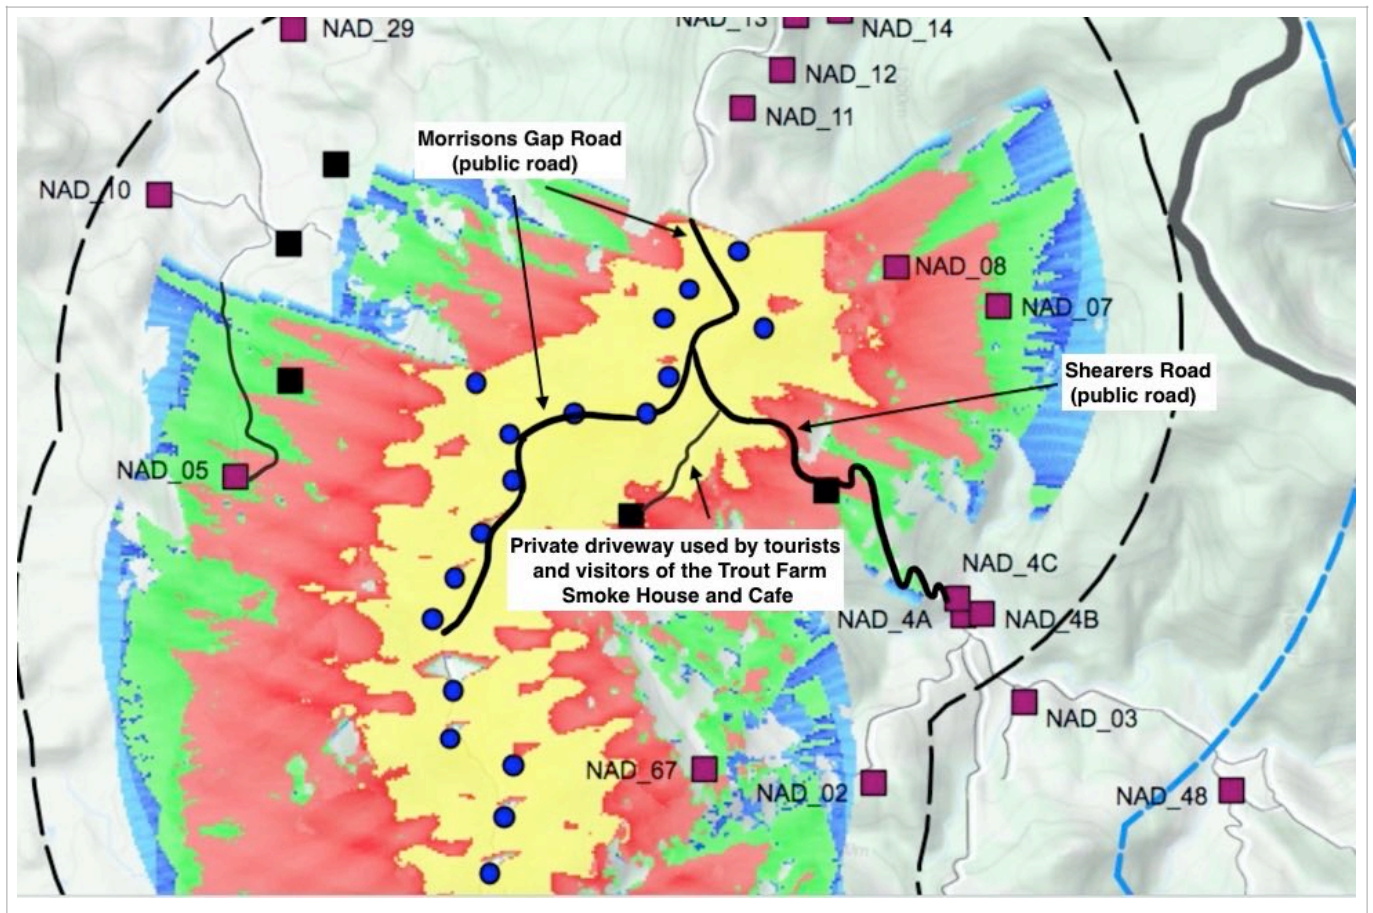 NAD_29
NAD_13
NAD_14
NAD_12
NAD_11
Morrisons Gap Road
(public road)
NAD_10
NAD_08
NAD_07
Shearers Road
(public road)
NAD_05
Private driveway used by tourists
and visitors of the Trout Farm
Smoke House and Cafe
NAD_4C
NAD_4A
NAD_4B
NAD_03
NAD_67
NAD_02
NAD_48